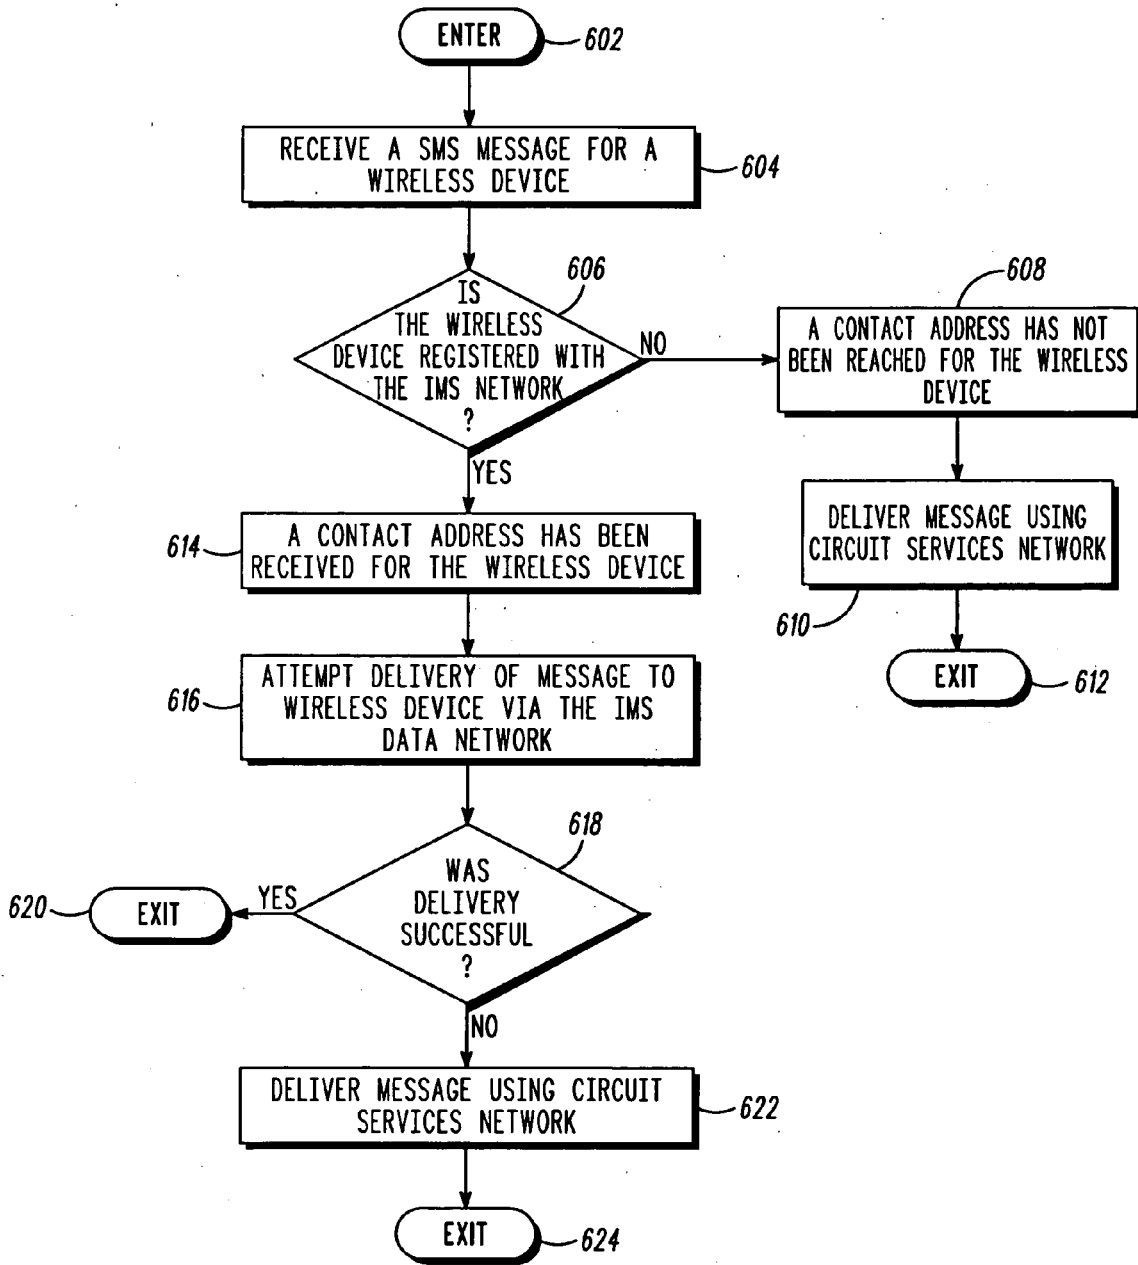 ENTER
602
RECEIVE A SMS MESSAGE FOR A
WIRELESS DEVICE
604
606
IS
THE WIRELESS
DEVICE REGISTERED WITH
THE IMS NETWORK
?
NO
YES
608
A CONTACT ADDRESS HAS NOT
BEEN REACHED FOR THE WIRELESS
DEVICE
DELIVER MESSAGE USING
CIRCUIT SERVICES NETWORK
610
EXIT
612
614
A CONTACT ADDRESS HAS BEEN
RECEIVED FOR THE WIRELESS DEVICE
616
ATTEMPT DELIVERY OF MESSAGE TO
WIRELESS DEVICE VIA THE IMS
DATA NETWORK
618
WAS
DELIVERY
SUCCESSFUL
?
YES
620
EXIT
NO
DELIVER MESSAGE USING CIRCUIT
SERVICES NETWORK
622
EXIT
624